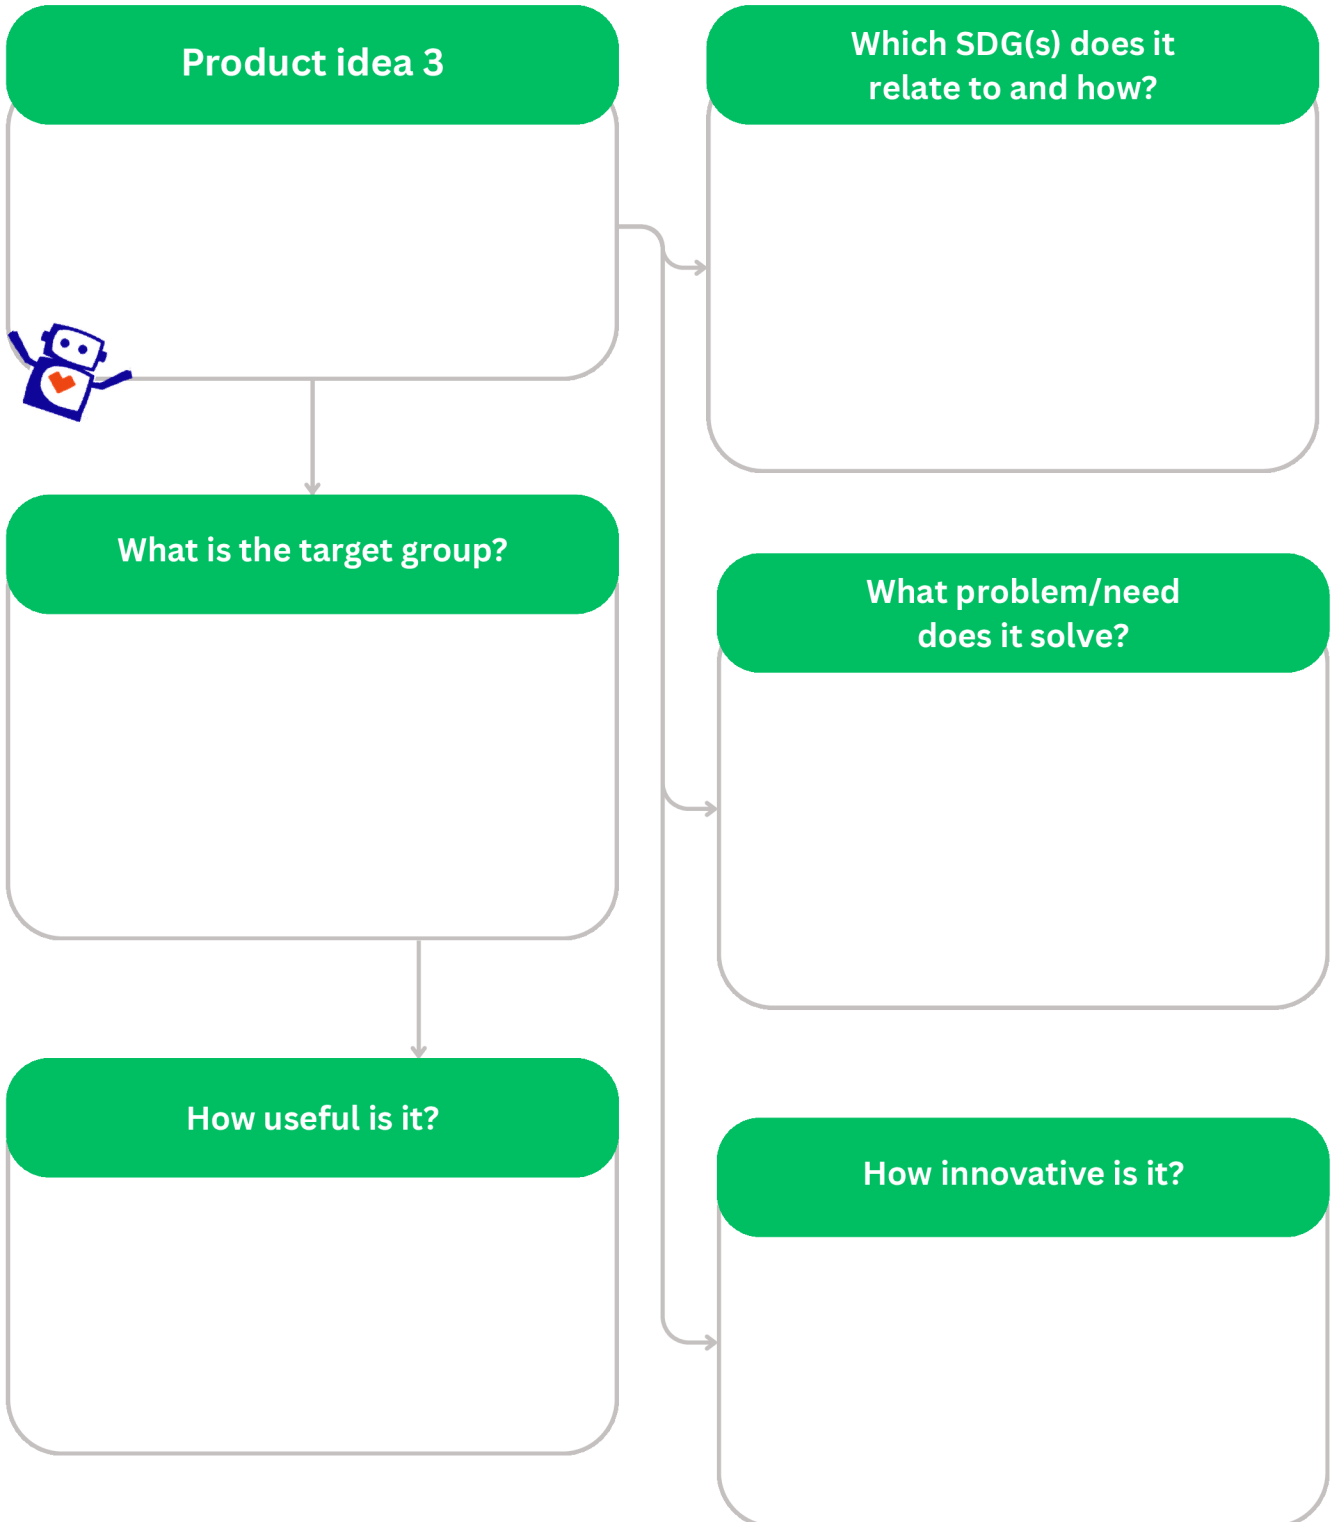 Product idea 3
Which SDG(s) does it
relate to and how?
What is the target group?
What problem/need
does it solve?
How useful is it?
How innovative is it?